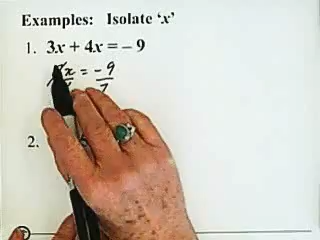 Examples: Isolate ‘x’
1. 3x + 4x = – 9
x = -9
7
2.